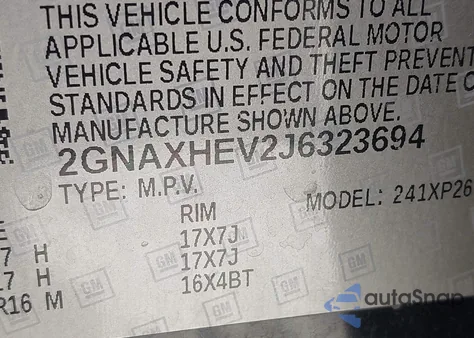 THIS VEHICLE CONFORMS TO ALL
APPLICABLE U.S. FEDERAL MOTOR
VEHICLE SAFETY AND THEFT PREVENT
STANDARDS IN EFFECT ON THE DATE O
MANUFACTURE SHOWN ABOVE.
2GNAXHEV2J6323694
TYPE: M.P.V.
MODEL: 241XP26
RIM
7 H 17X7J
7 H 17X7J
R16 M 16X4BT
GM
autoSnap